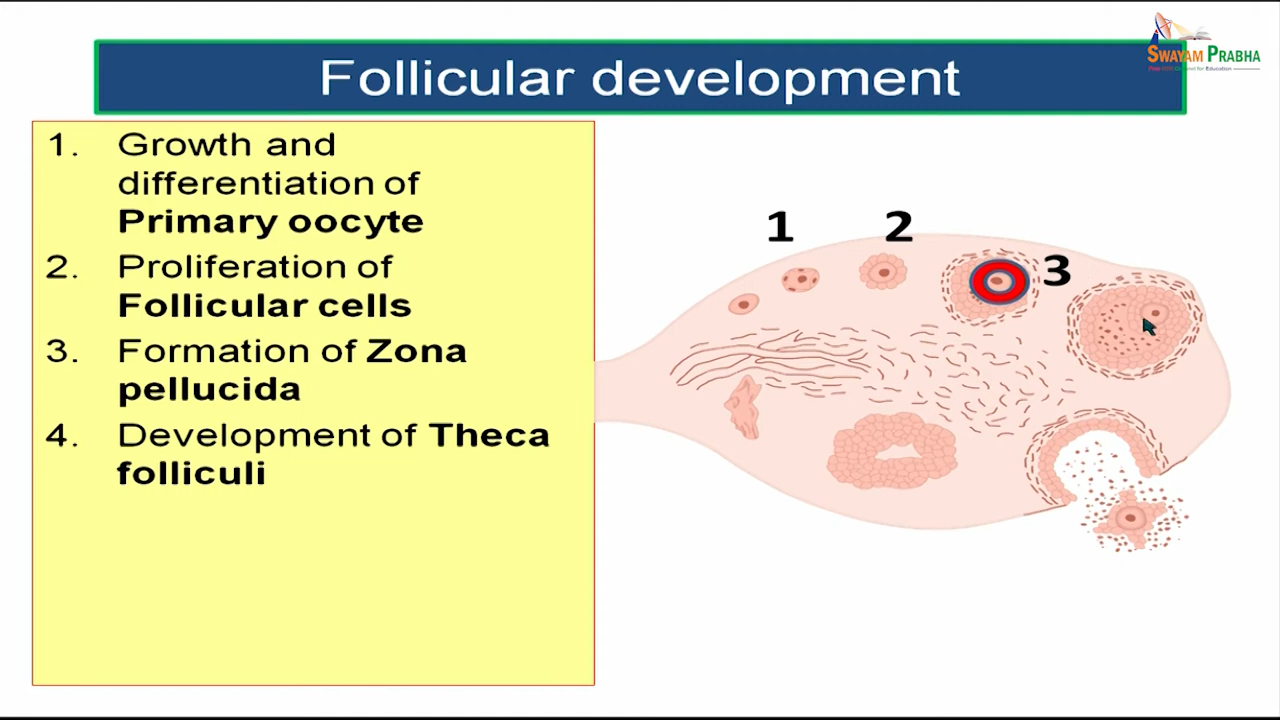 SWAYAM PRABHA
Follicular development
1. Growth and
differentiation of
Primary oocyte
2. Proliferation of
Follicular cells
3. Formation of Zona
pellucida
4. Development of Theca
folliculi
1
2
3